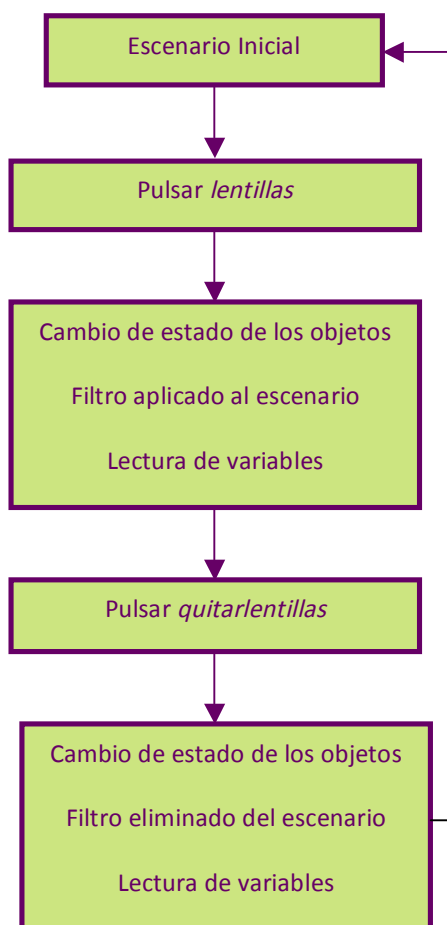 Escenario Inicial
Pulsar lentillas
Cambio de estado de los objetos
Filtro aplicado al escenario
Lectura de variables
Pulsar quitarlentillas
Cambio de estado de los objetos
Filtro eliminado del escenario
Lectura de variables